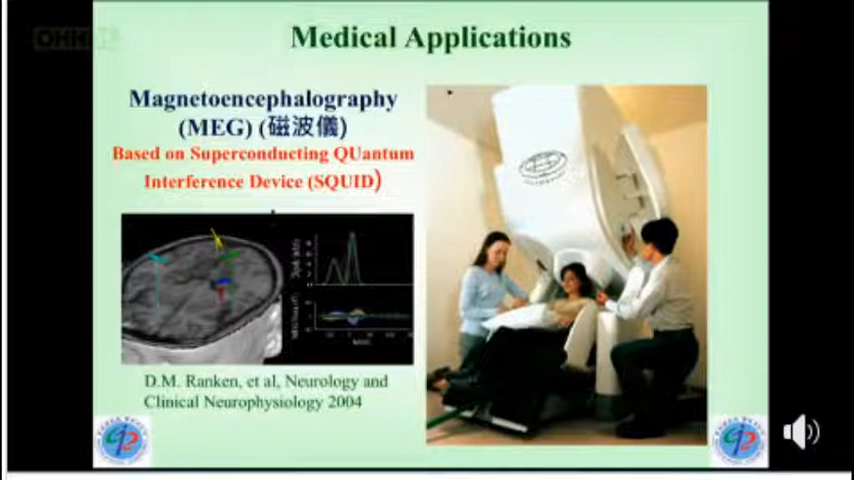 Medical Applications
Magnetoencephalography
(MEG) (磁波儀)
Based on Superconducting QUantum
Interference Device (SQUID)
D.M. Ranken, et al, Neurology and
Clinical Neurophysiology 2004